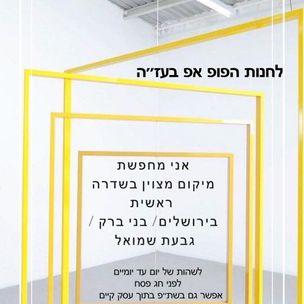 לחנות הפופ אפ בעז״ה
אני מחפשת
מיקום מצוין בשדרה
ראשית
בירושלים/ בני ברק /
גבעת שמואל
לשהות של יום עד יומיים
לפני חג פסח
אפשר גם בשת״פ בתוך עסק קיים